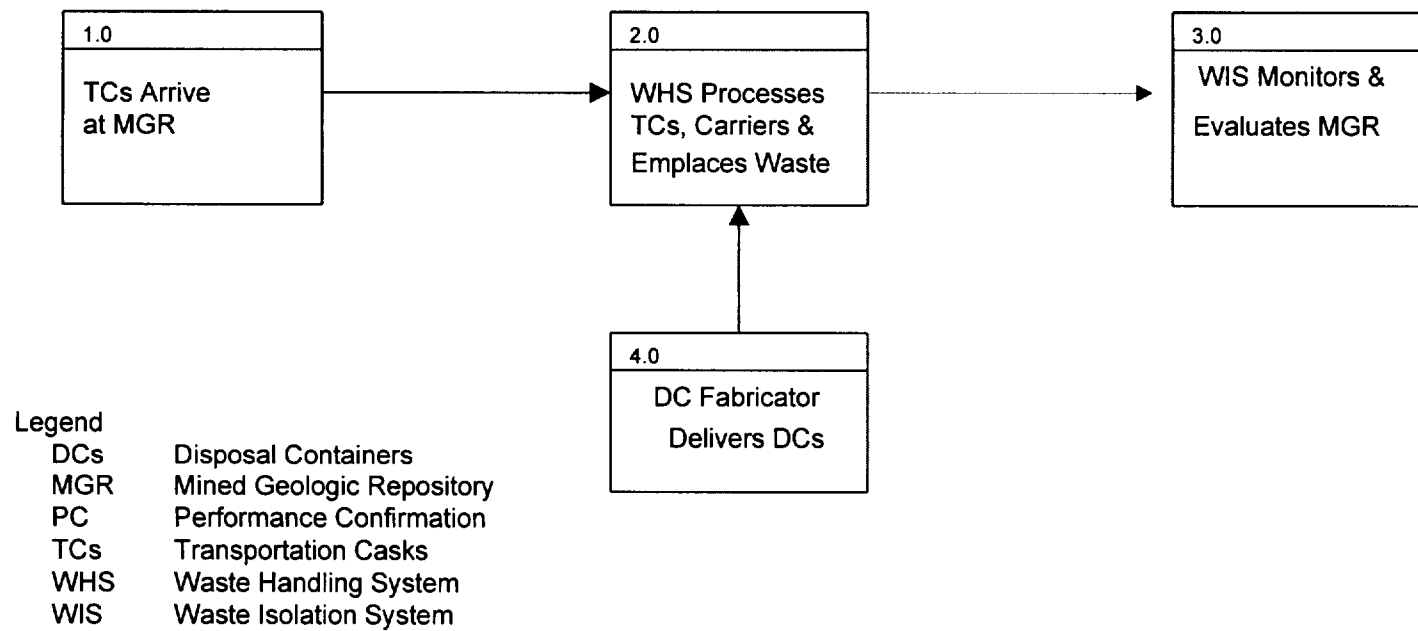 1.0
TCs Arrive
at MGR
2.0
WHS Processes
TCs, Carriers &
Emplaces Waste
3.0
WIS Monitors &
Evaluates MGR
4.0
DC Fabricator
Delivers DCs
Legend
DCs Disposal Containers
MGR Mined Geologic Repository
PC Performance Confirmation
TCs Transportation Casks
WHS Waste Handling System
WIS Waste Isolation System